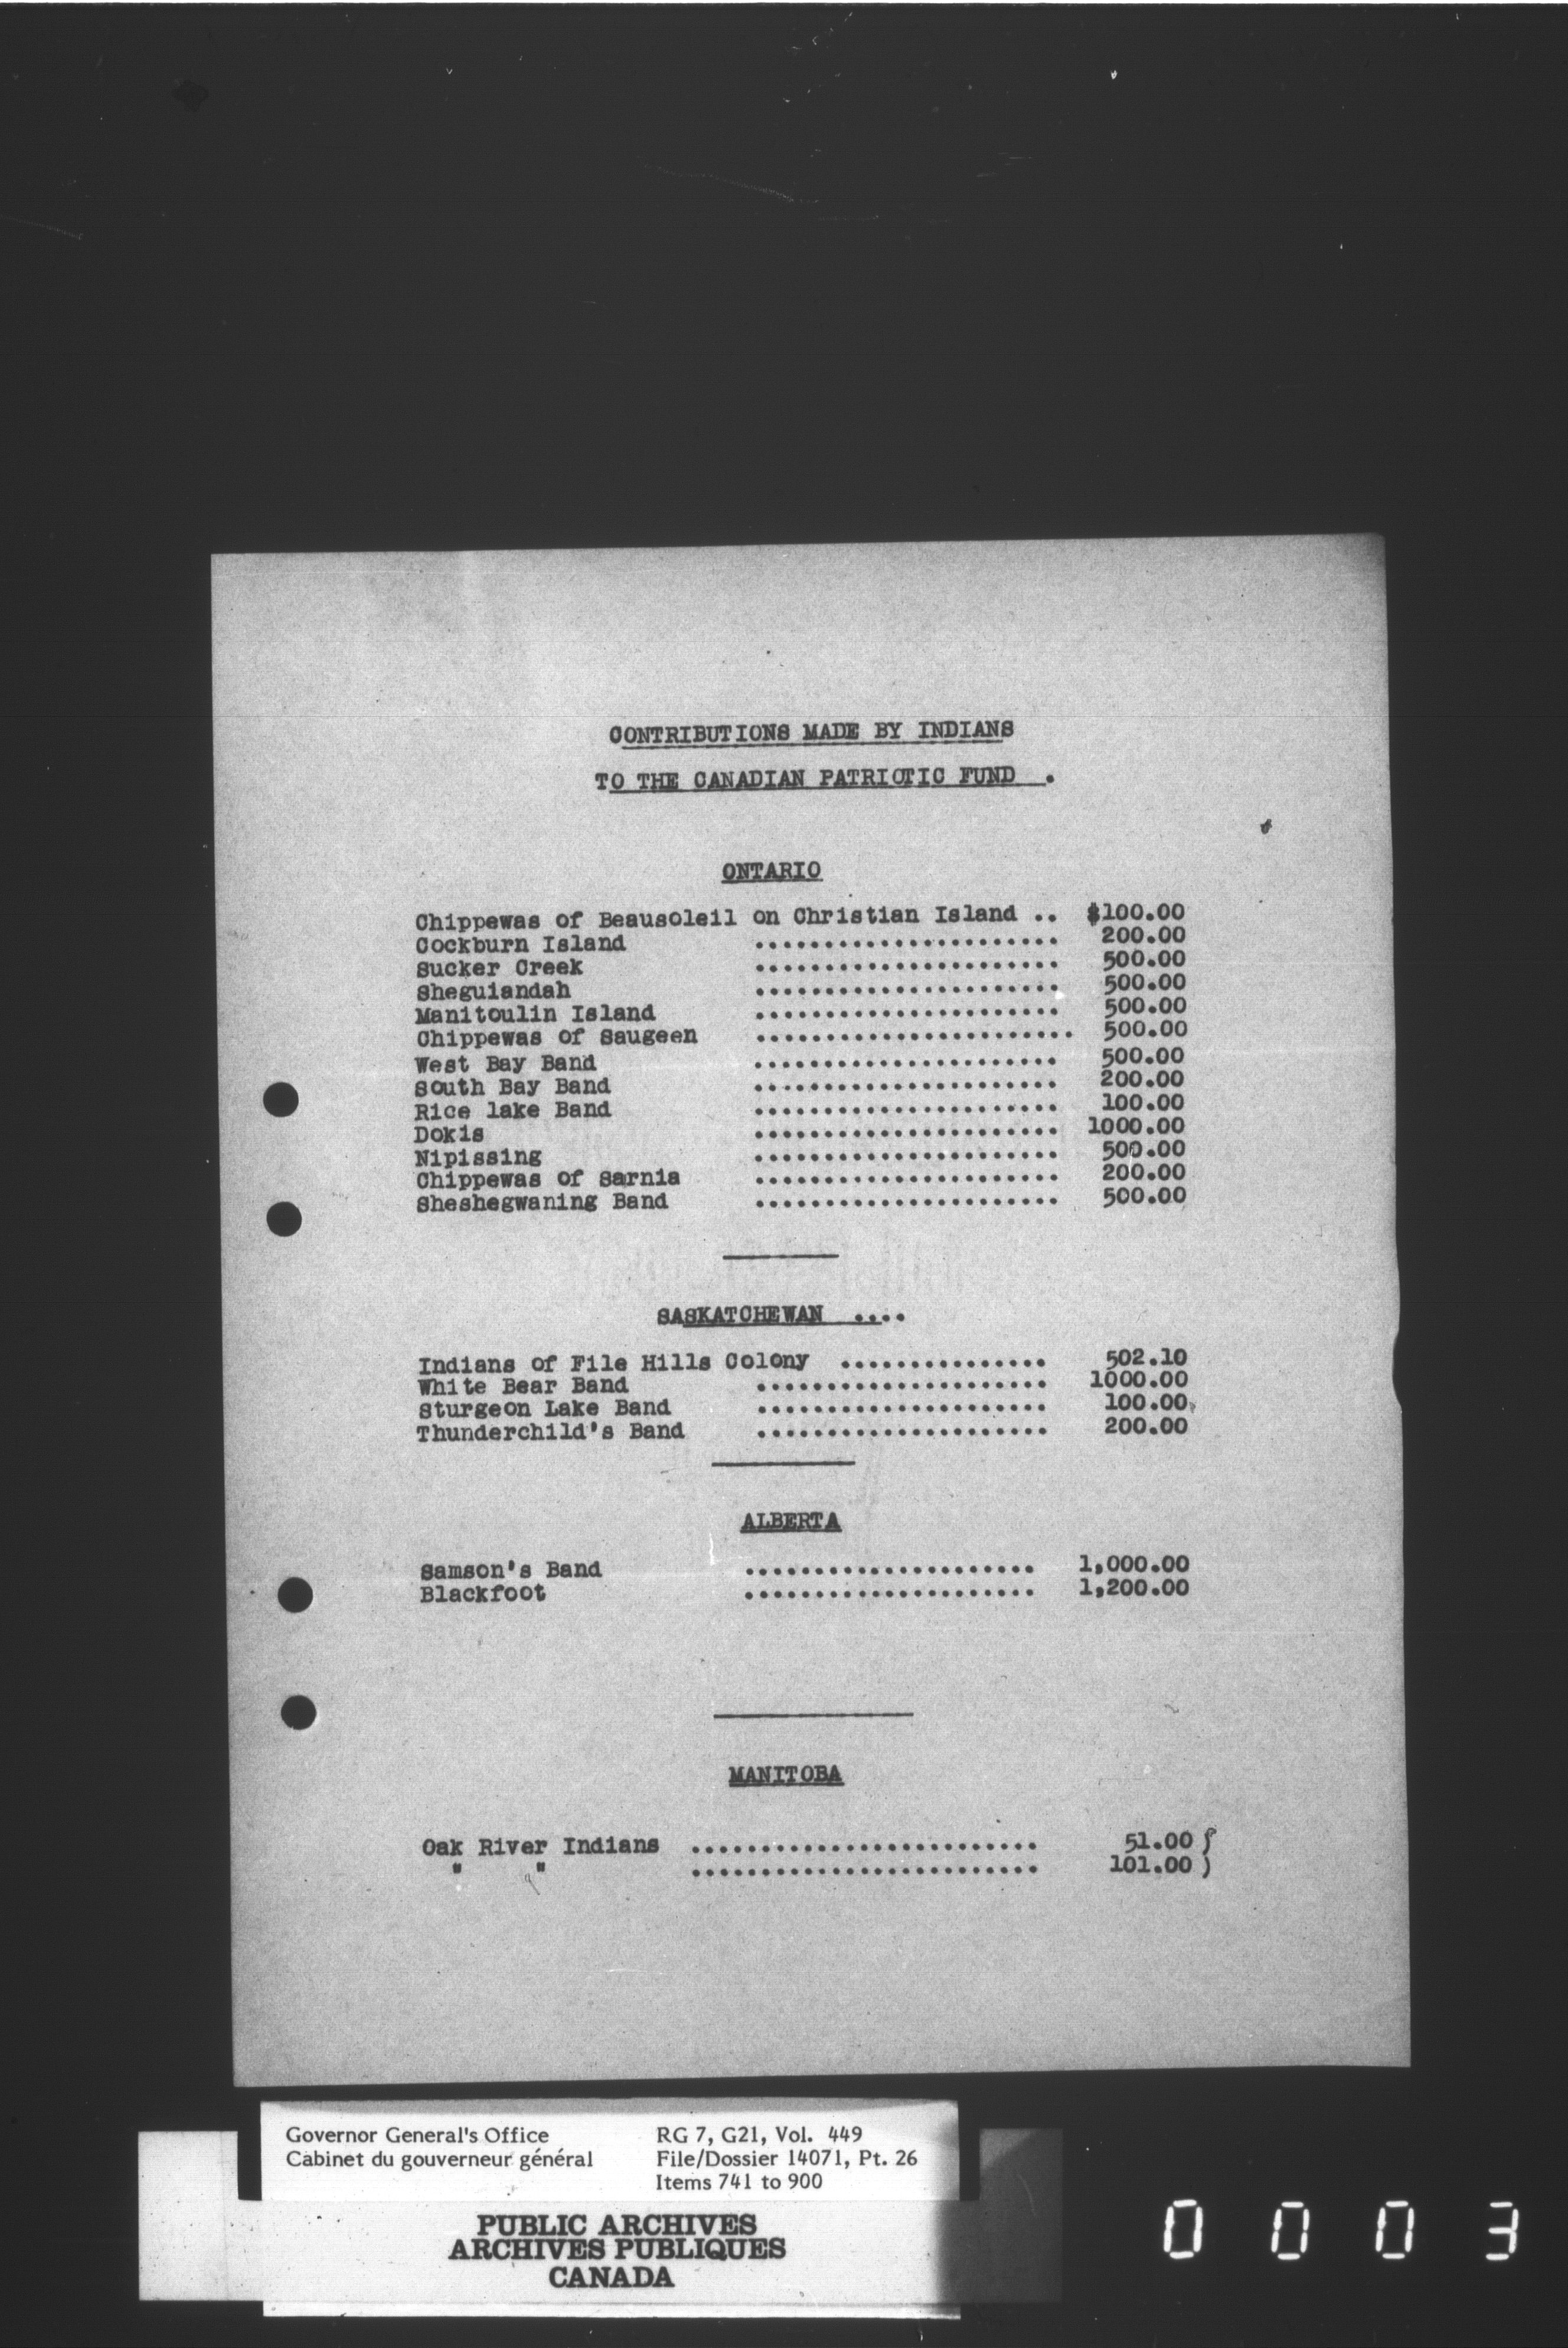 CONTRIBUTIONS MADE BY INDIANS
TO THE CANADIAN PATRIOTIC FUND .
ONTARIO
Chippewas of Beausoleil on Christian Island .. $100.00
Cockburn Island ...................... 200.00
Sucker Creek ...................... 500.00
Sheguiandah ...................... 500.00
Manitoulin Island ...................... 500.00
Chippewas of Saugeen ....................... 500.00
West Bay Band ...................... 500.00
South Bay Band ...................... 200.00
Rice lake Band ...................... 100.00
Dokis ...................... 1000.00
Nipissing ...................... 500.00
Chippewas of Sarnia ...................... 200.00
Sheshegwaning Band ...................... 500.00
SASKATCHEWAN ....
Indians of File Hills Colony ............... 502.10
White Bear Band ..................... 1000.00
Sturgeon Lake Band ..................... 100.00
Thunderchild's Band ..................... 200.00
ALBERTA
Samson's Band ..................... 1,000.00
Blackfoot ..................... 1,200.00
MANITOBA
Oak River Indians ......................... 51.00 )
" " ......................... 101.00 )
Governor General's Office RG 7, G21, Vol. 449
Cabinet du gouverneur général File/Dossier 14071, Pt. 26
Items 741 to 900
PUBLIC ARCHIVES
ARCHIVES PUBLIQUES
CANADA
0003